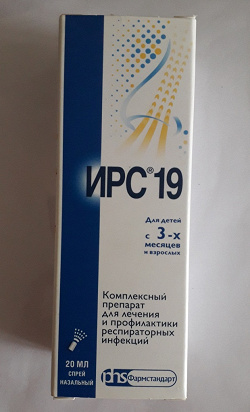 ИРС®19
Для детей
с 3-х
месяцев
и взрослых
Комплексный
препарат
для лечения
и профилактики
респираторных
инфекций
20 МЛ
СПРЕЙ
НАЗАЛЬНЫЙ
phs Фармстандарт